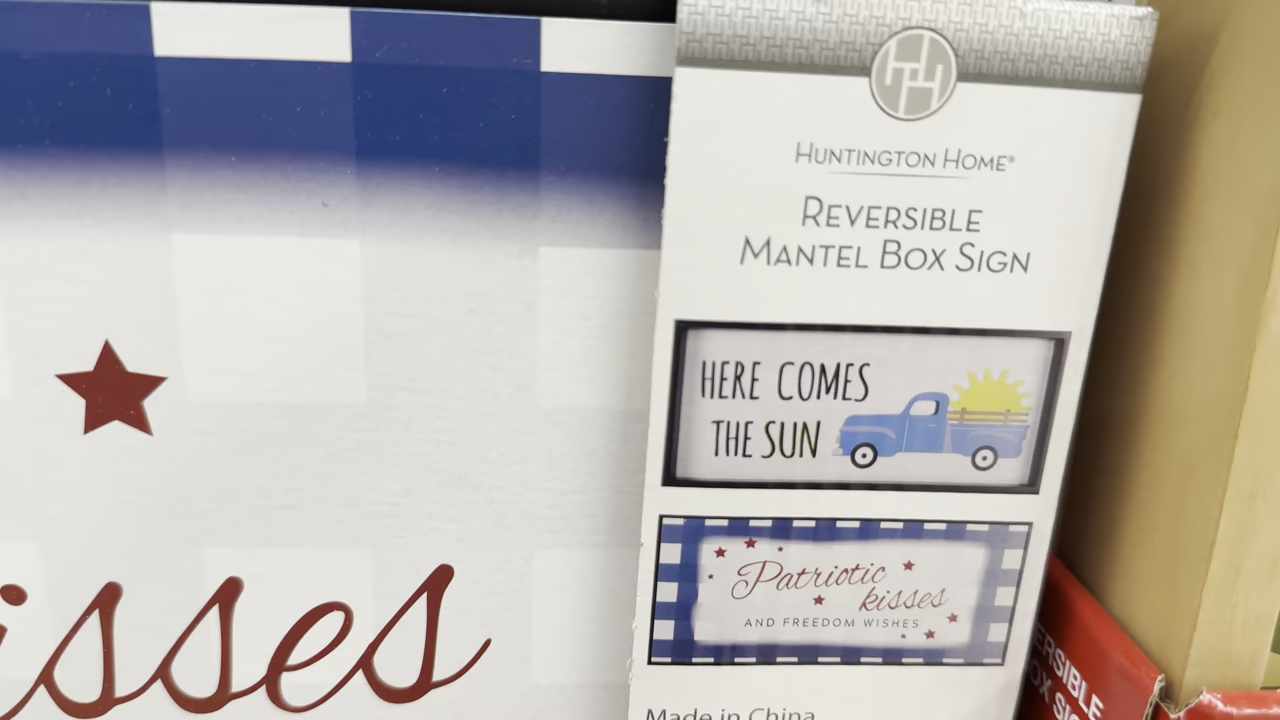 isses
HUNTINGTON HOME®
REVERSIBLE
MANTEL BOX SIGN
HERE COMES
THE SUN
Patriotic
kisses
AND FREEDOM WISHES
Made in China
ERSIBLE
OX SIG